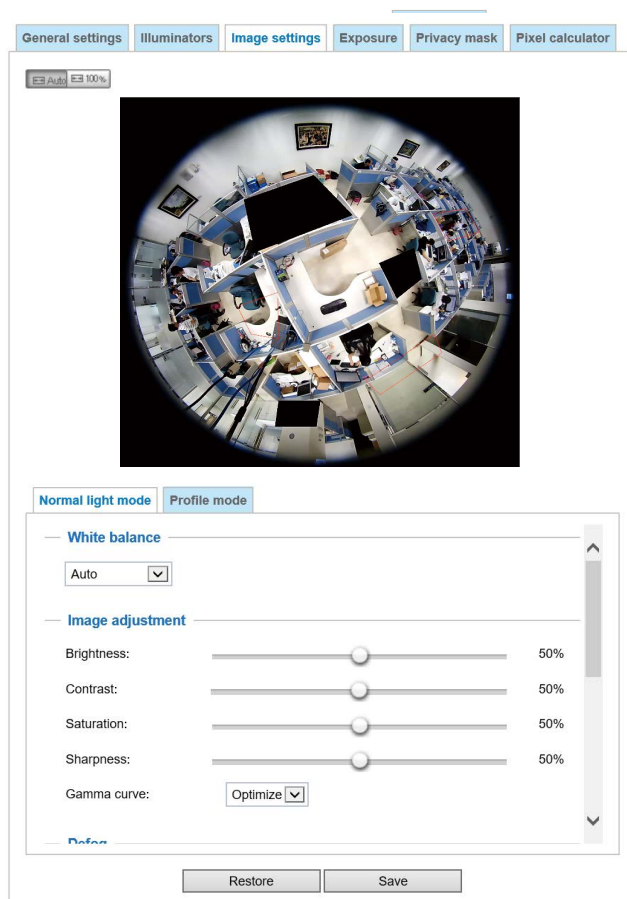 General settings Illuminators Image settings Exposure Privacy mask Pixel calculator
Auto 100%
Normal light mode Profile mode
White balance
Auto
Image adjustment
Brightness: 50%
Contrast: 50%
Saturation: 50%
Sharpness: 50%
Gamma curve: Optimize
Defog
Restore Save